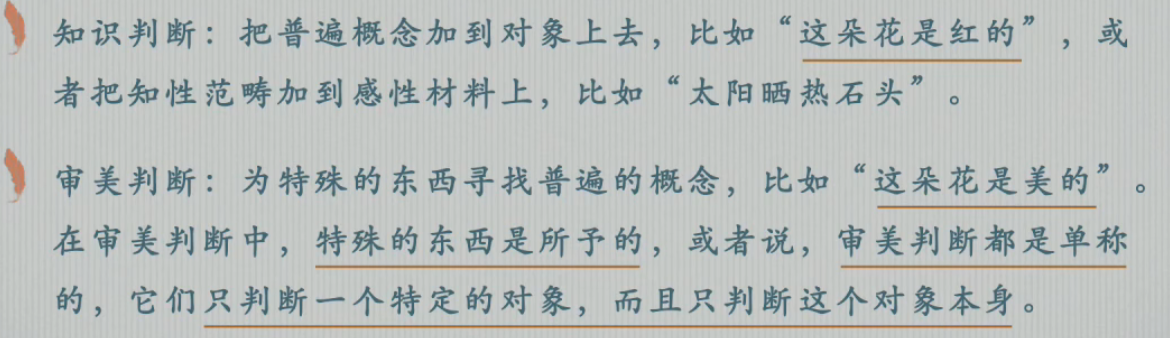 知识判断：把普遍概念加到对象上去，比如“这朵花是红的”，或
者把知性范畴加到感性材料上，比如“太阳晒热石头”。
审美判断：为特殊的东西寻找普遍的概念，比如“这朵花是美的”。
在审美判断中，特殊的东西是所予的，或者说，审美判断都是单称
的，它们只判断一个特定的对象，而且只判断这个对象本身。